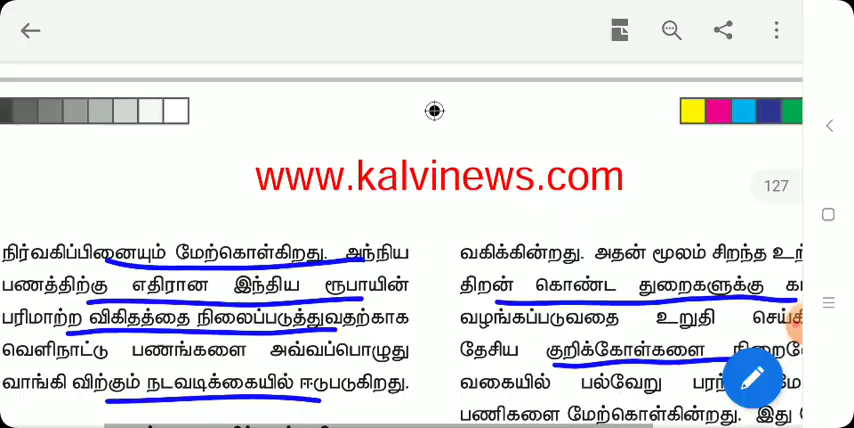 www.kalvinews.com
127
நிர்வகிப்பினையும் மேற்கொள்கிறது. அந்நிய
பணத்திற்கு எதிரான இந்திய ரூபாயின்
பரிமாற்ற விகிதத்தை நிலைப்படுத்துவதற்காக
வெளிநாட்டு பணங்களை அவ்வப்பொழுது
வாங்கி விற்கும் நடவடிக்கையில் ஈடுபடுகிறது.
வகிக்கின்றது. அதன் மூலம் சிறந்த
திறன் கொண்ட துறைகளுக்கு
வழங்கப்படுவதை உறுதி
தேசிய குறிக்கோள்களை
வகையில் பல்வேறு
பணிகளை மேற்கொள்கின்றது. இது